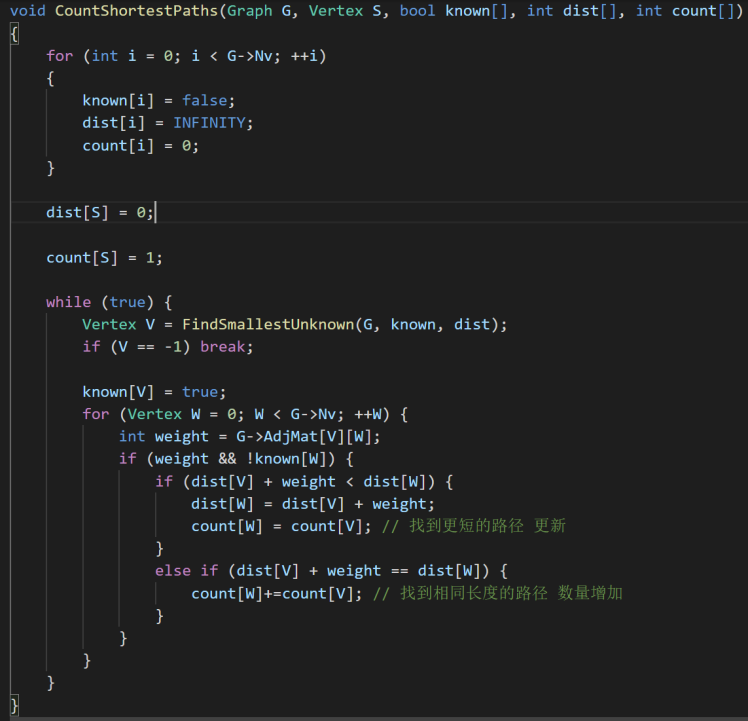 void CountShortestPaths(Graph G, Vertex S, bool known[], int dist[], int count[])
{
    for (int i = 0; i < G->Nv; ++i)
    {
        known[i] = false;
        dist[i] = INFINITY;
        count[i] = 0;
    }
    dist[S] = 0;
    count[S] = 1;
    while (true) {
        Vertex V = FindSmallestUnknown(G, known, dist);
        if (V == -1) break;
        known[V] = true;
        for (Vertex W = 0; W < G->Nv; ++W) {
            int weight = G->AdjMat[V][W];
            if (weight && !known[W]) {
                if (dist[V] + weight < dist[W]) {
                    dist[W] = dist[V] + weight;
                    count[W] = count[V]; // 找到更短的路径 更新
                }
                else if (dist[V] + weight == dist[W]) {
                    count[W]+=count[V]; // 找到相同长度的路径 数量增加
                }
            }
        }
    }
}